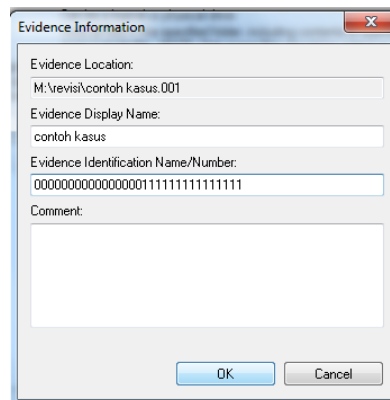 Evidence Information
Evidence Location:
M:\revisi\contoh kasus.001
Evidence Display Name:
contoh kasus
Evidence Identification Name/Number:
0000000000000000111111111111111
Comment:
OK
Cancel